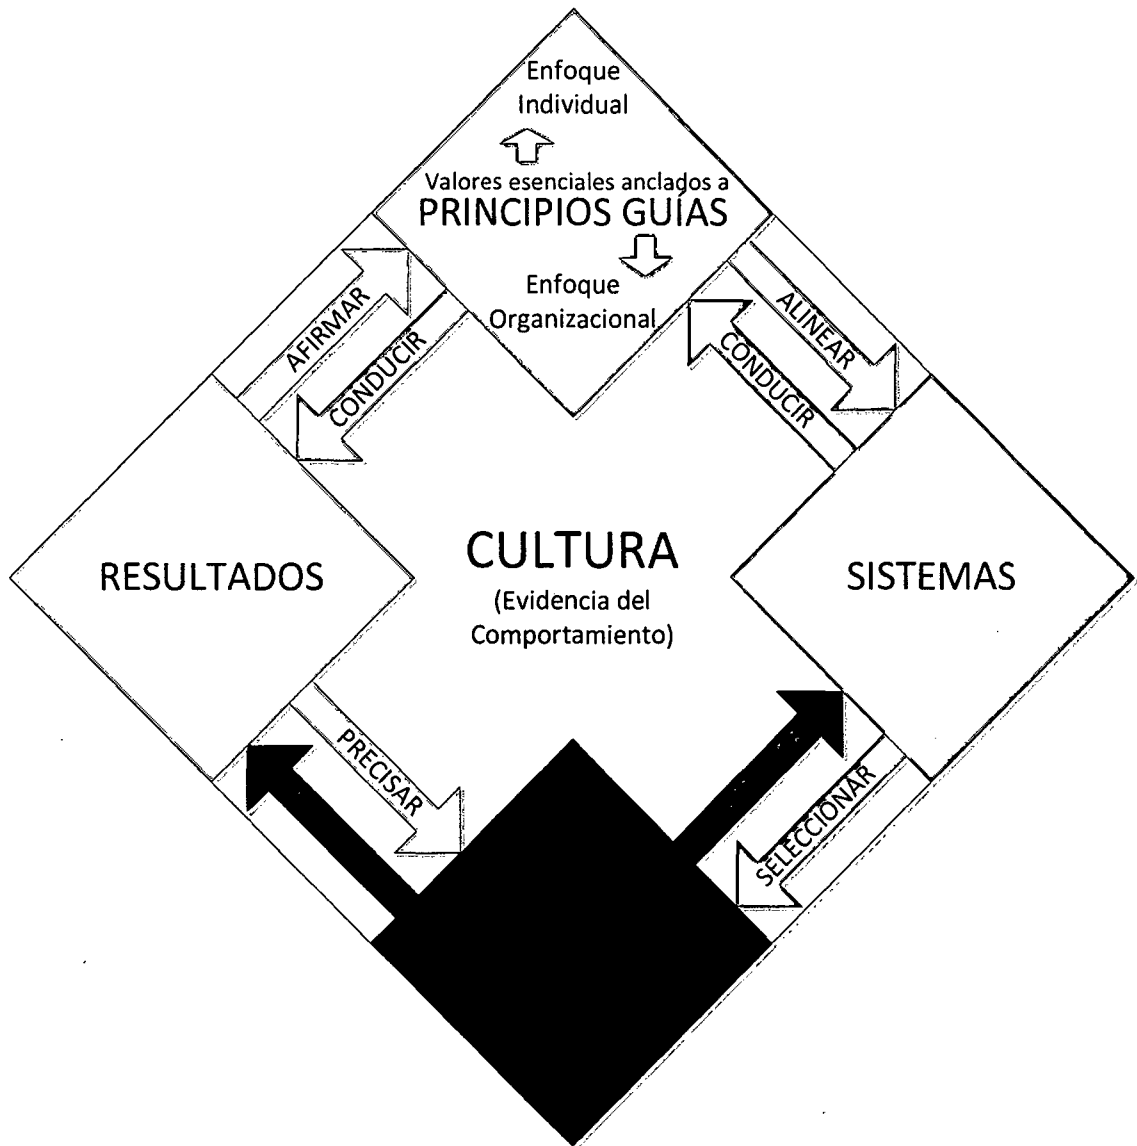 Enfoque
Individual
Valores esenciales anclados a
PRINCIPIOS GUÍAS
Enfoque
Organizacional
AFIRMAR
CONDUCIR
ALINEAR
CONDUCIR
RESULTADOS
CULTURA
(Evidencia del
Comportamiento)
SISTEMAS
PRECISAR
SELECCIONAR